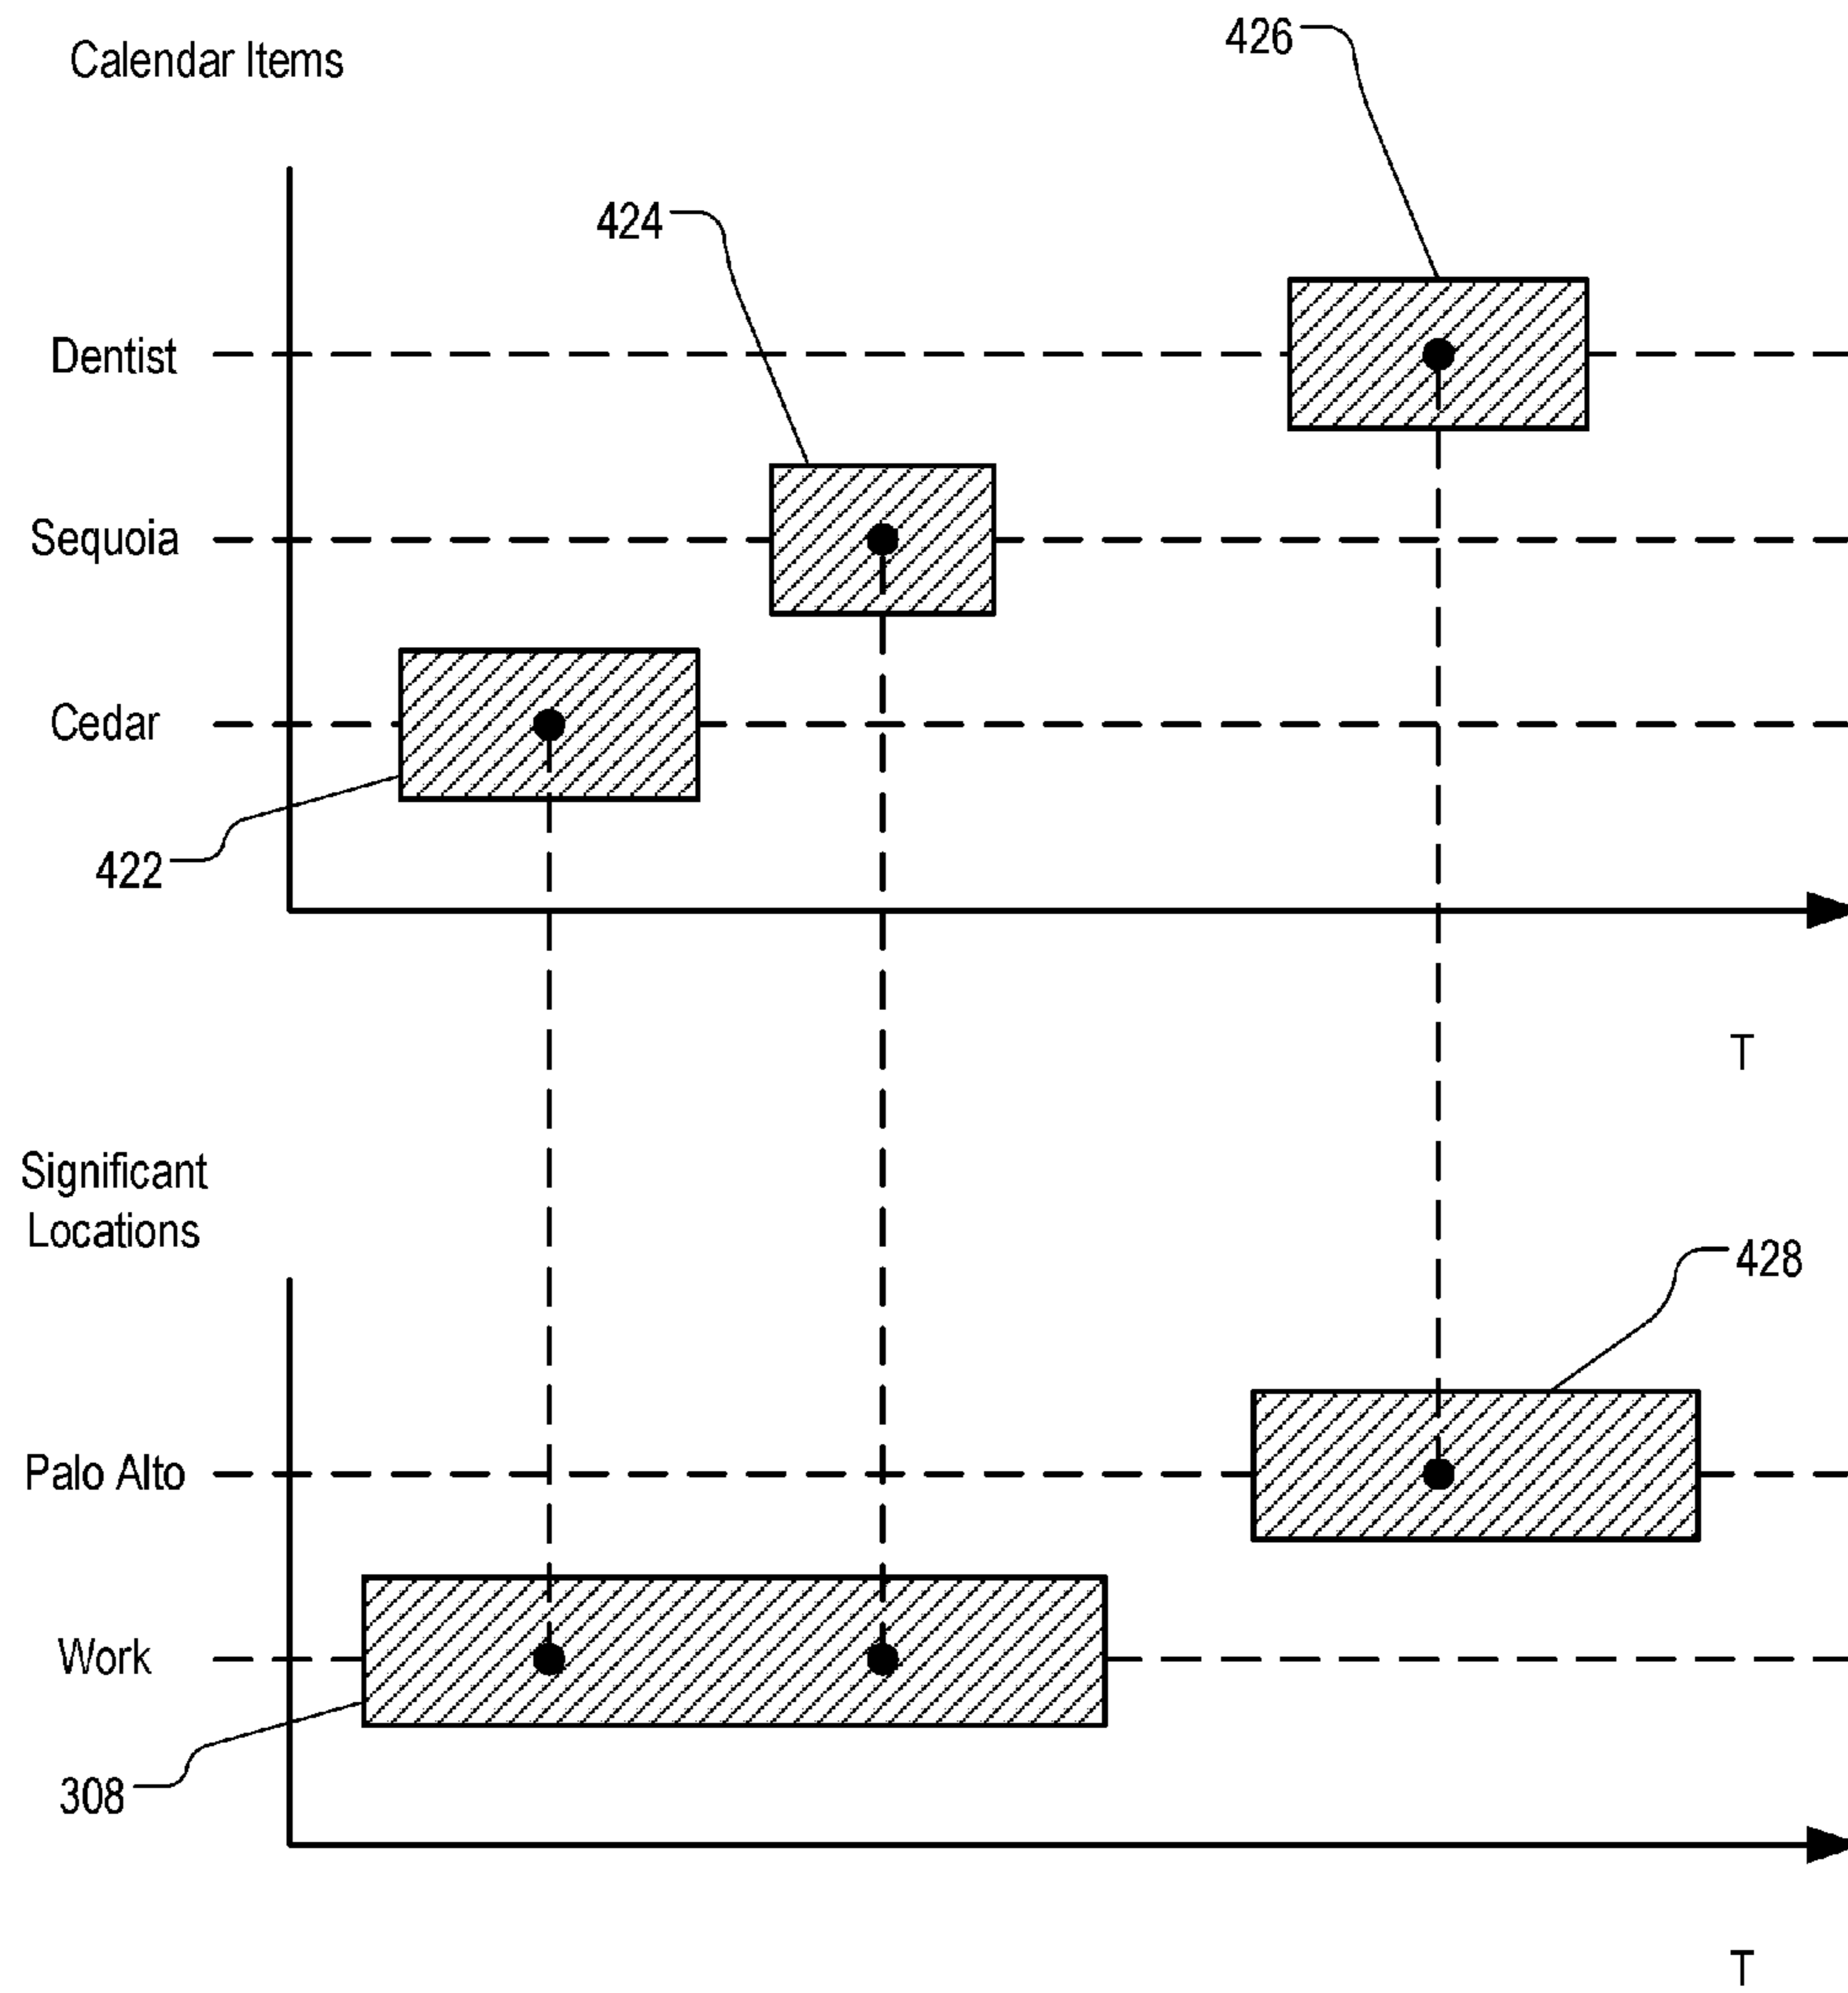 Calendar Items
426
424
Dentist
Sequoia
Cedar
422
T
Significant
Locations
428
Palo Alto
Work
308
T